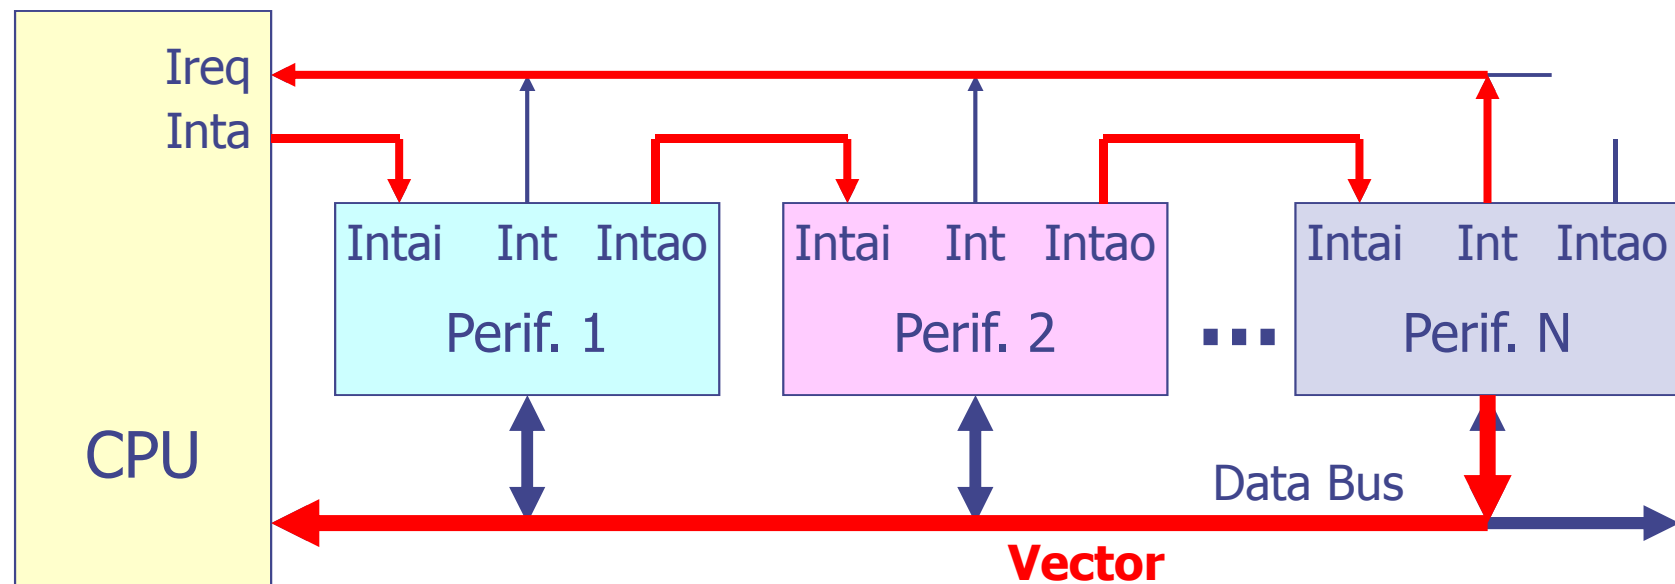 Ireq
Inta
Intai Int Intao
Intai Int Intao
Intai Int Intao
Perif. 1
Perif. 2
...
Perif. N
CPU
Data Bus
Vector